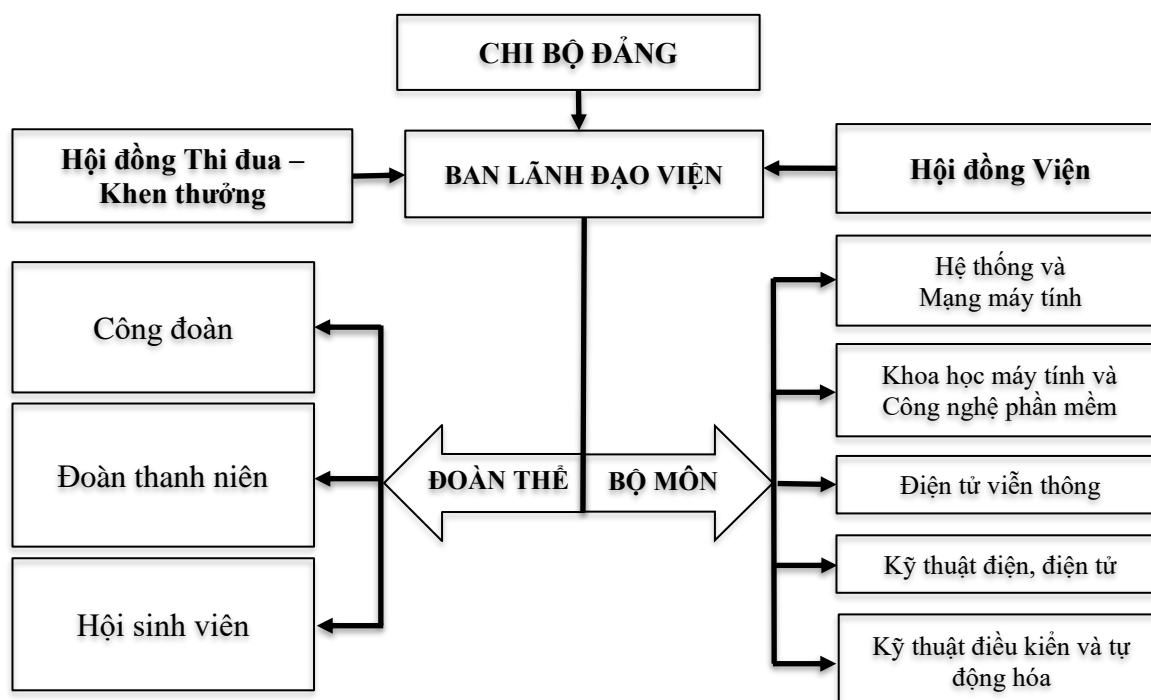 CHI BỘ ĐẢNG
Hội đồng Thi đua –
Khen thưởng
BAN LÃNH ĐẠO VIỆN
Hội đồng Viện
Công đoàn
Đoàn thanh niên
Hội sinh viên
ĐOÀN THỂ
BỘ MÔN
Hệ thống và
Mạng máy tính
Khoa học máy tính và
Công nghệ phần mềm
Điện tử viễn thông
Kỹ thuật điện, điện tử
Kỹ thuật điều kiển và tự
động hóa